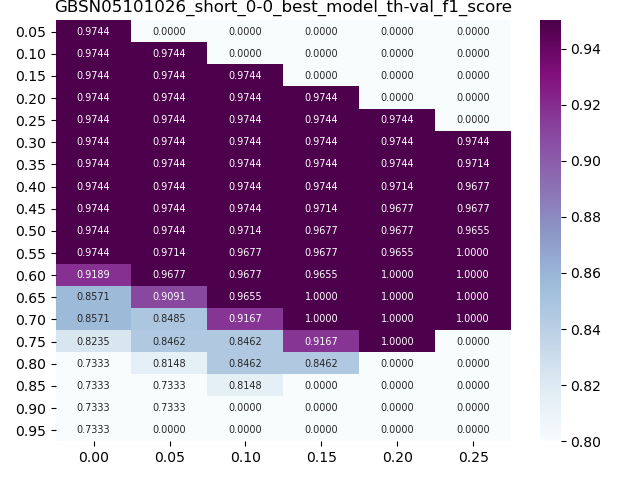 GBSN05101026_short_0-0_best_model_th-val_f1_score
0.05 0.9744 0.0000 0.0000 0.0000 0.0000 0.0000
0.10 0.9744 0.9744 0.0000 0.0000 0.0000 0.0000
0.15 0.9744 0.9744 0.9744 0.0000 0.0000 0.0000
0.20 0.9744 0.9744 0.9744 0.9744 0.0000 0.0000
0.25 0.9744 0.9744 0.9744 0.9744 0.9744 0.0000
0.30 0.9744 0.9744 0.9744 0.9744 0.9744 0.9744
0.35 0.9744 0.9744 0.9744 0.9744 0.9744 0.9714
0.40 0.9744 0.9744 0.9744 0.9744 0.9714 0.9677
0.45 0.9744 0.9744 0.9744 0.9714 0.9677 0.9677
0.50 0.9744 0.9744 0.9714 0.9677 0.9677 0.9655
0.55 0.9744 0.9714 0.9677 0.9677 0.9655 1.0000
0.60 0.9189 0.9677 0.9677 0.9655 1.0000 1.0000
0.65 0.8571 0.9091 0.9655 1.0000 1.0000 1.0000
0.70 0.8571 0.8485 0.9167 1.0000 1.0000 1.0000
0.75 0.8235 0.8462 0.8462 0.9167 1.0000 0.0000
0.80 0.7333 0.8148 0.8462 0.8462 0.0000 0.0000
0.85 0.7333 0.7333 0.8148 0.0000 0.0000 0.0000
0.90 0.7333 0.7333 0.0000 0.0000 0.0000 0.0000
0.95 0.7333 0.0000 0.0000 0.0000 0.0000 0.0000
0.00 0.05 0.10 0.15 0.20 0.25
0.94
0.92
0.90
0.88
0.86
0.84
0.82
0.80